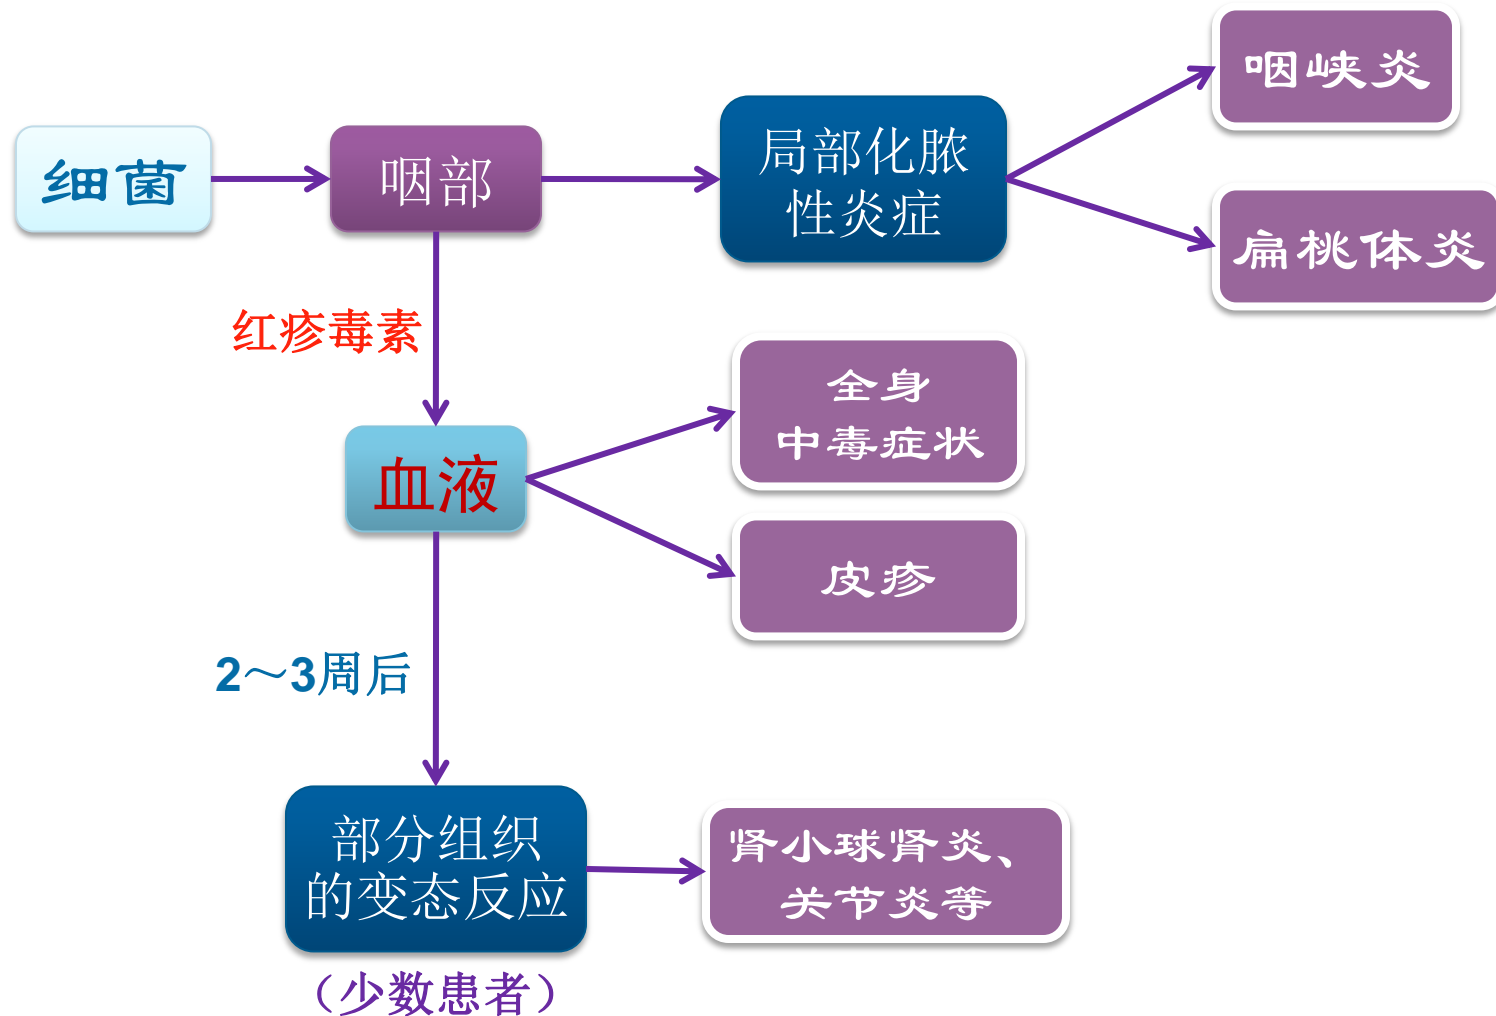 细菌
咽部
局部化脓
性炎症
咽峡炎
扁桃体炎
红疹毒素
血液
全身
中毒症状
皮疹
2～3周后
部分组织
的变态反应
（少数患者）
肾小球肾炎、
关节炎等